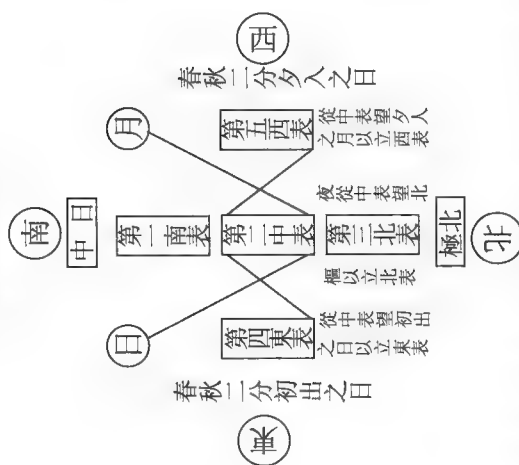 西
春秋二分夕入之日
月
第五西表
從中表望夕人
之月以立西表
南
中日
第一南表
第二中表
第三北表
極北
北
夜從中表望北
樞以立北表
日
第四東表
從中表望初出
之日以立東表
春秋二分初出之日
東